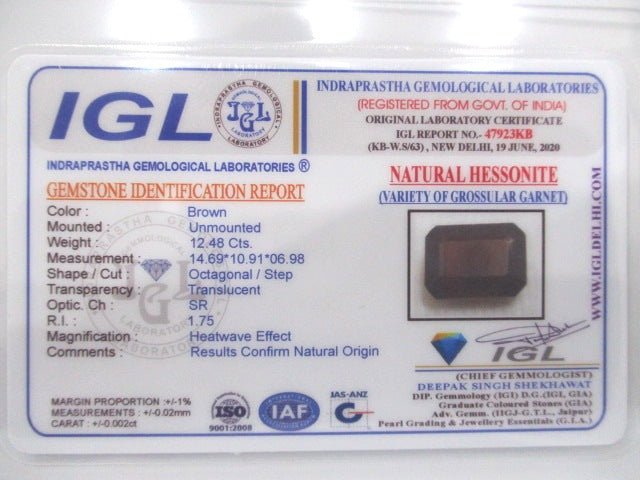 IGL
INDRAPRASTHA GEMOLOGICAL LABORATORIES ®
GEMSTONE IDENTIFICATION REPORT
Color : Brown
Mounted : Unmounted
Weight : 12.48 Cts.
Measurement : 14.69*10.91*06.98
Shape / Cut : Octagonal / Step
Transparency : Translucent
Optic. Ch : SR
R.I. : 1.75
Magnification : Heatwave Effect
Comments : Results Confirm Natural Origin
MARGIN PROPORTION :+/-1%
MEASUREMENTS : +/-0.02mm
CARAT : +/-0.002ct
ISO
9001:2008
IAF
JAS-ANZ
INDRAPRASTHA GEMOLOGICAL LABORATORY
IGL
INDRAPRASTHA GEMOLOGICAL LABORATORIES
(REGISTERED FROM GOVT. OF INDIA)
ORIGINAL LABORATORY CERTIFICATE
IGL REPORT NO.- 47923KB
(KB-W.S/63) , NEW DELHI, 19 JUNE, 2020
NATURAL HESSONITE
(VARIETY OF GROSSULAR GARNET)
WWW.IGLDELHI.COM
IGL
(CHIEF GEMMOLOGIST)
DEEPAK SINGH SHEKHAWAT
DIP. Gemmology (IGI) D.G.(IGI, GIA)
Graduate Coloured Stones (GIA)
Adv. Gemm. (IIGJ-G.T.L., Jaipur)
Pearl Grading & Jewellery Essentials (G.I.A.)